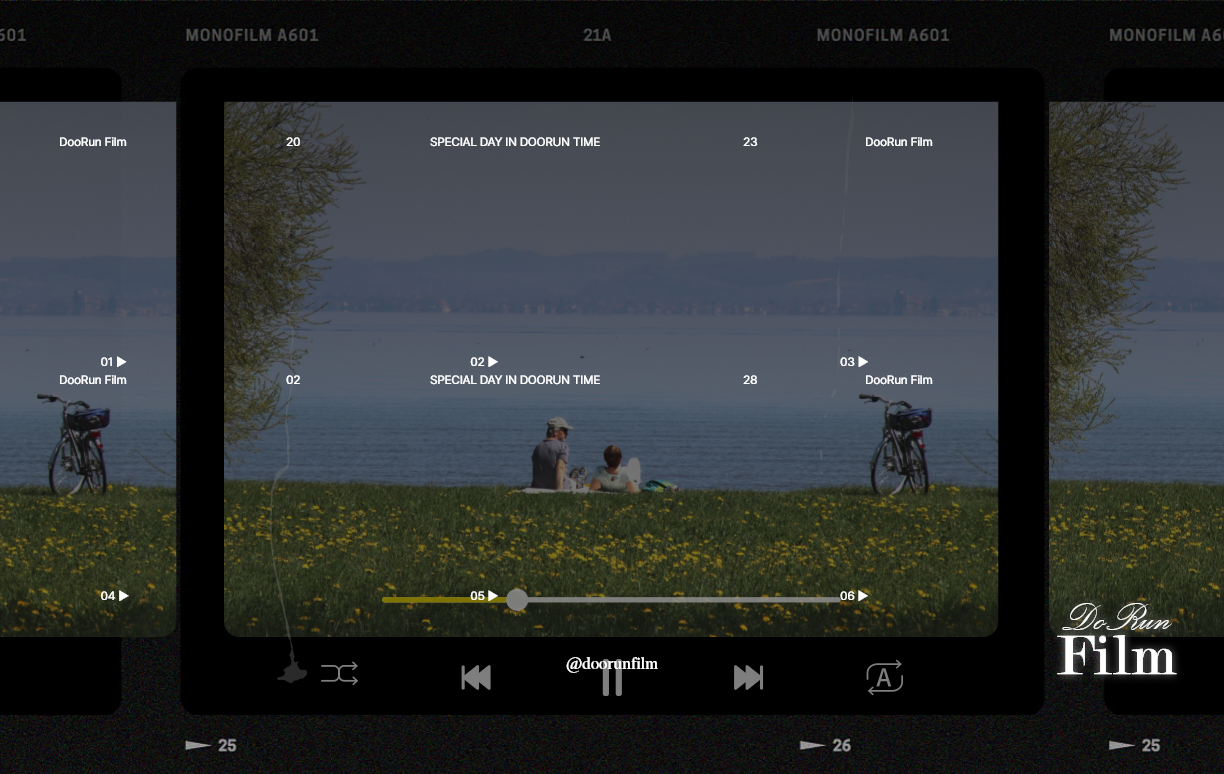 601 MONOFILM A601 21A MONOFILM A601 MONOFILM A6
DooRun Film 20 SPECIAL DAY IN DOORUN TIME 23 DooRun Film
01 ▶ 02 ▶ 03 ▶
DooRun Film 02 SPECIAL DAY IN DOORUN TIME 28 DooRun Film
04 ▶ 05 ▶ 06 ▶
DoRun
Film
@doorunfilm
A
25 26 25